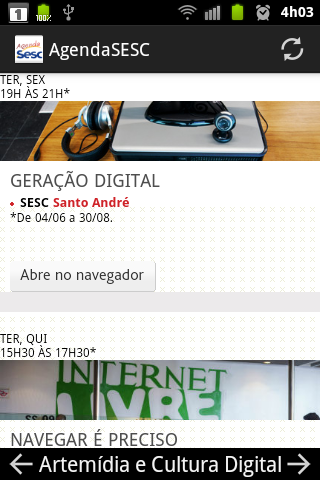 1
100%
4h03
Agenda
Sesc
AgendaSESC
TER, SEX
19H ÀS 21H*
GERAÇÃO DIGITAL
• SESC Santo André
*De 04/06 a 30/08.
Abre no navegador
TER, QUI
15H30 ÀS 17H30*
INTERNET
LIVRE
NAVEGAR É PRECISO
Artemídia e Cultura Digital